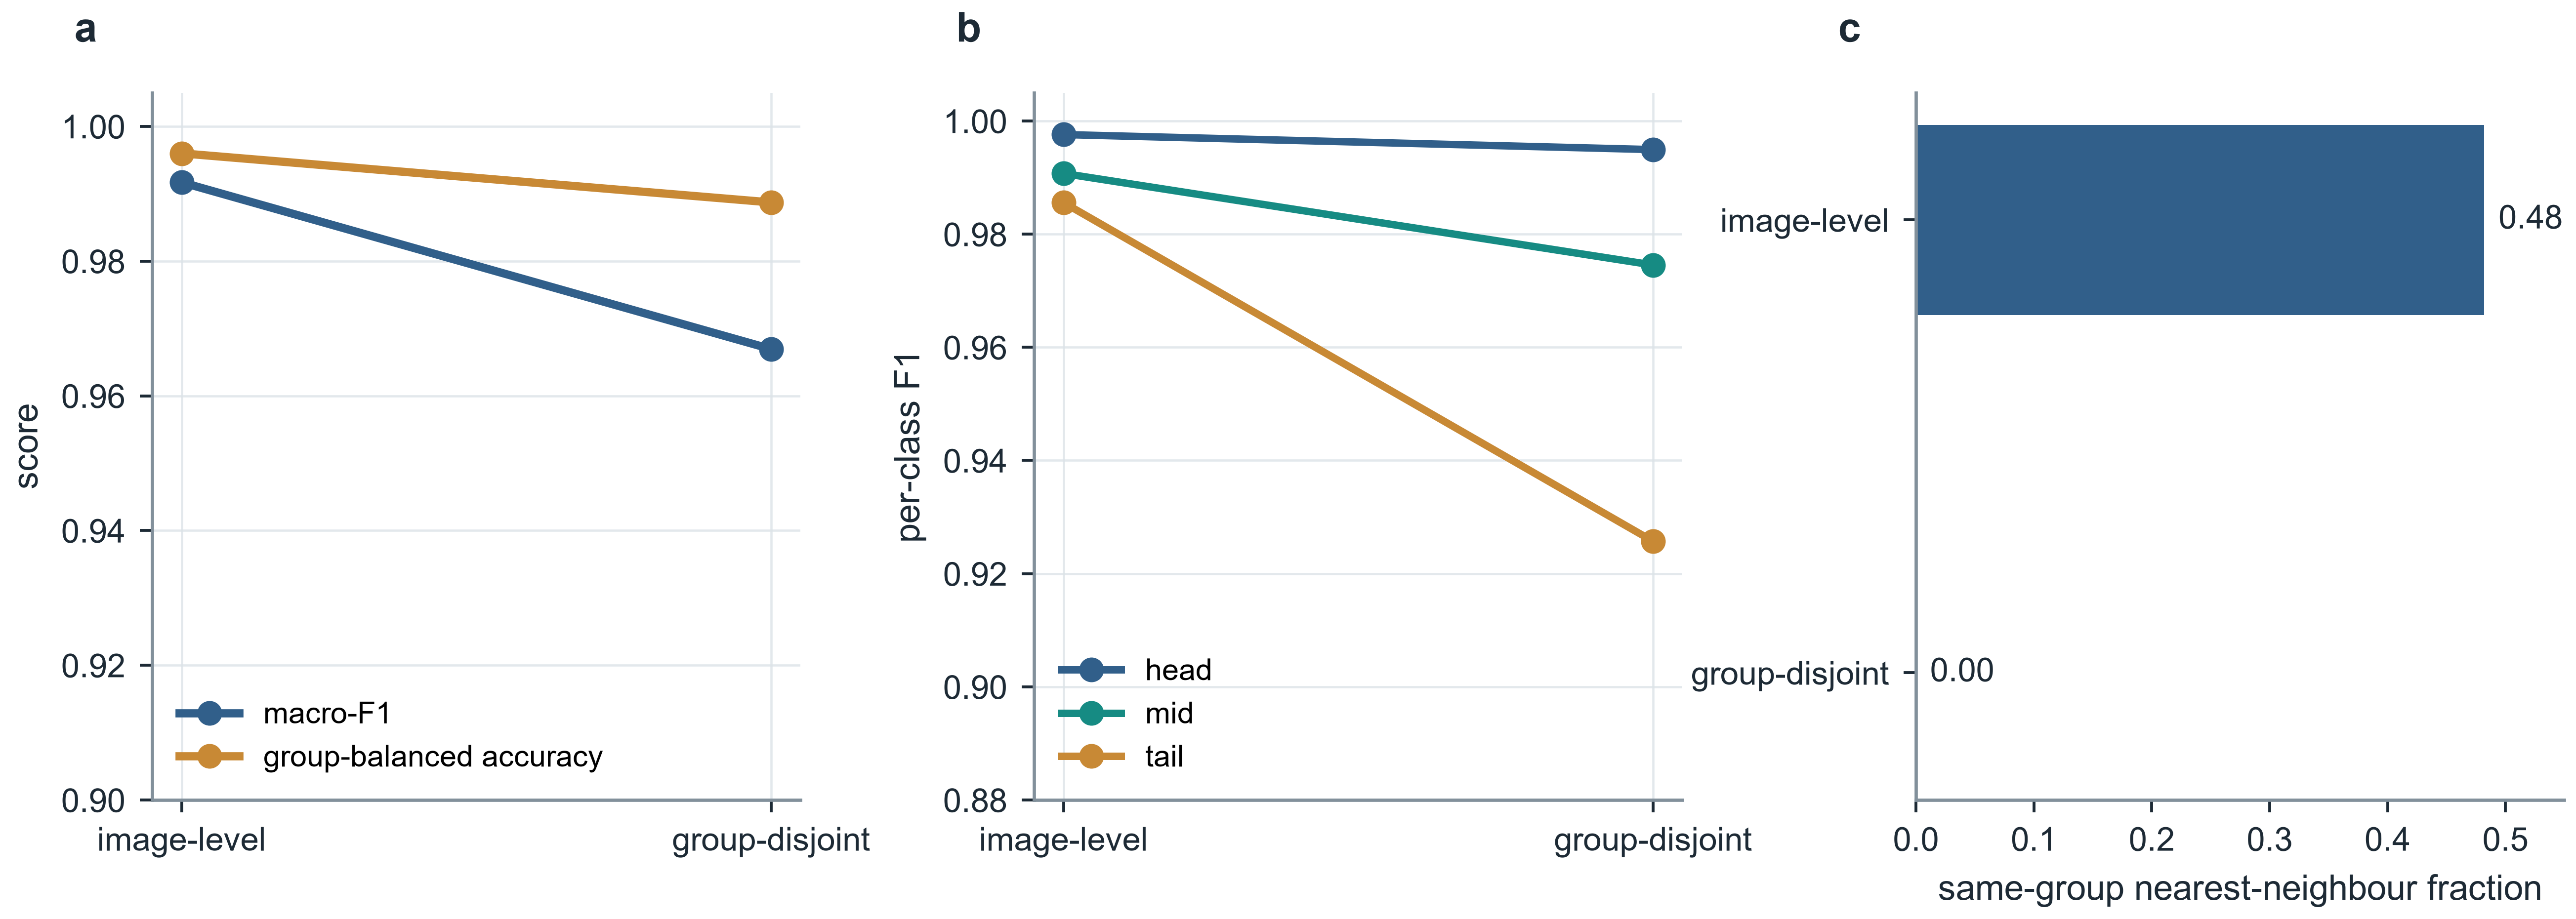 a
1.00
0.98
0.96
0.94
0.92
0.90
score
macro-F1
group-balanced accuracy
image-level
group-disjoint
b
1.00
0.98
0.96
0.94
0.92
0.90
0.88
per-class F1
head
mid
tail
image-level
group-disjoint
c
image-level
0.48
group-disjoint
0.00
0.0
0.1
0.2
0.3
0.4
0.5
same-group nearest-neighbour fraction